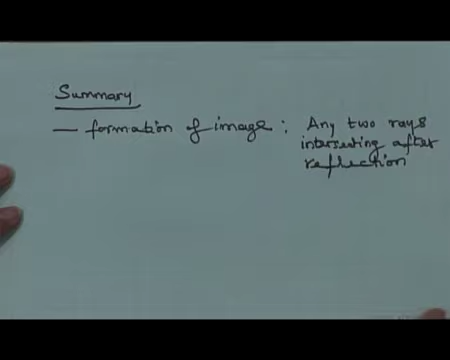 Summary
— formation of image : Any two rays
intersecting after
reflection